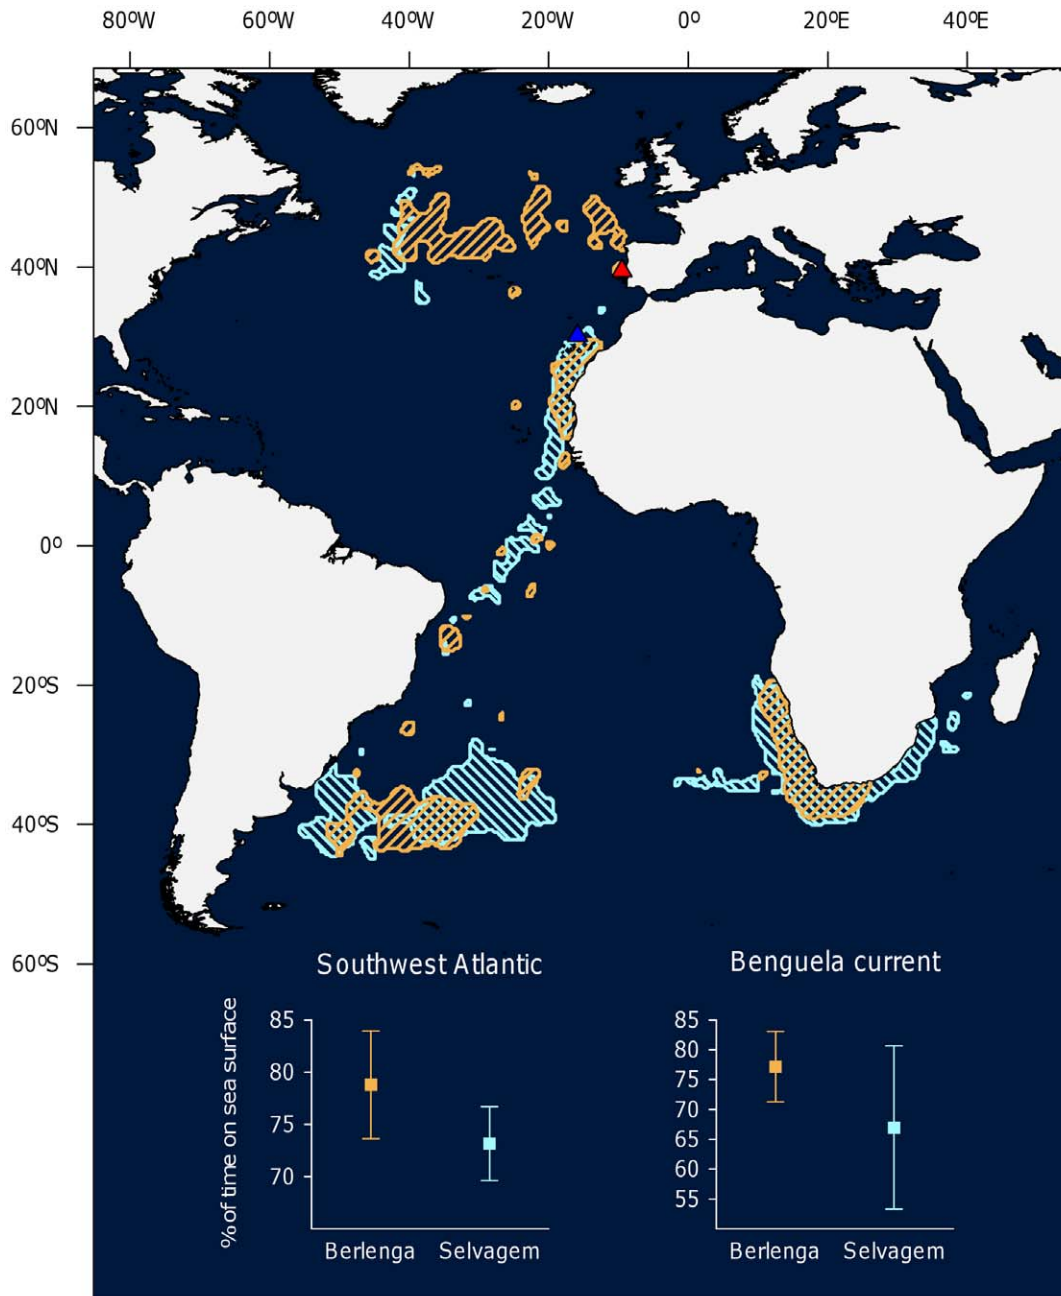 80ºW 60ºW 40ºW 20ºW 0º 20ºE 40ºE
60ºN
40ºN
20ºN
0º
20ºS
40ºS
60ºS
Southwest Atlantic
Benguela current
% of time on sea surface
85
80
75
70
Berlenga Selvagem
85
80
75
70
65
60
55
Berlenga Selvagem